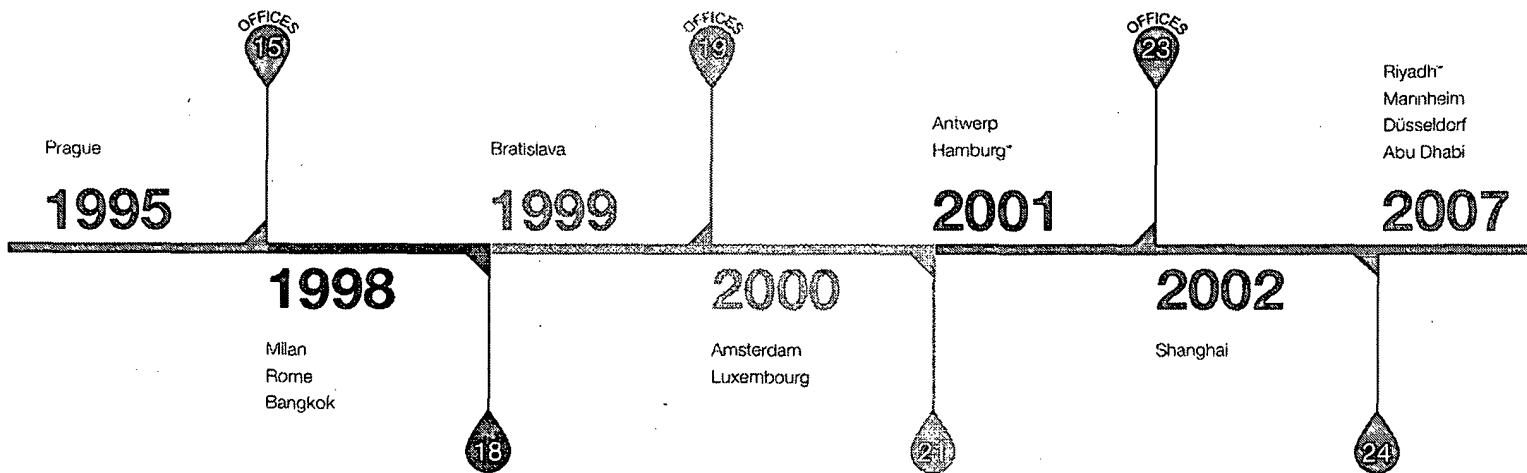 OFFICES
15
Prague
1995
1998
Milan
Rome
Bangkok
18
OFFICES
19
Bratislava
1999
2000
Amsterdam
Luxembourg
21
OFFICES
23
Antwerp
Hamburg*
2001
2002
Shanghai
24
Riyadh*
Mannheim
Düsseldorf
Abu Dhabi
2007